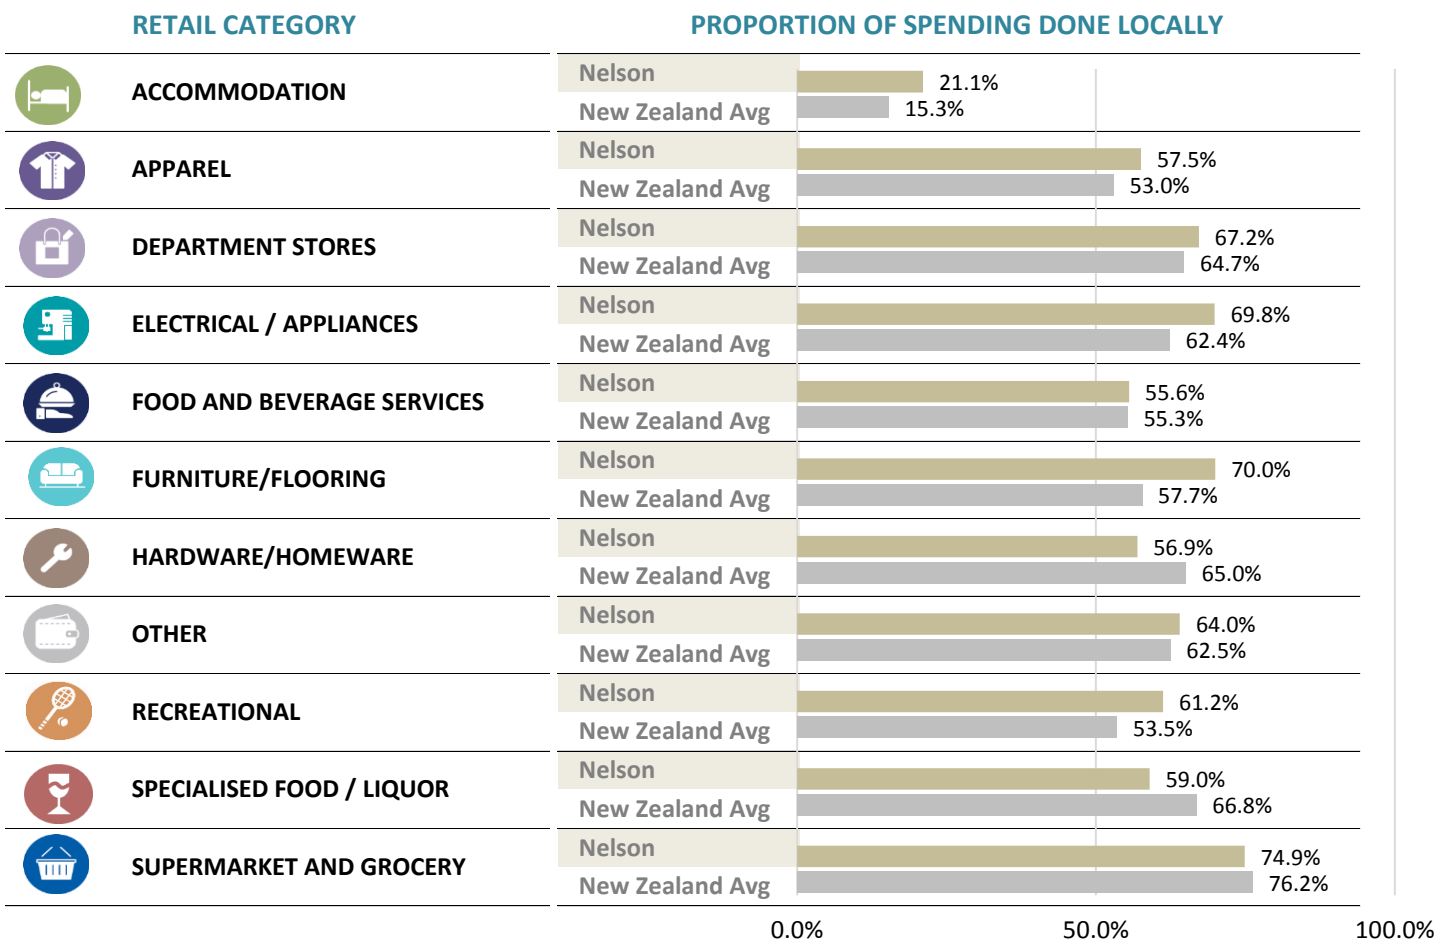 RETAIL CATEGORY PROPORTION OF SPENDING DONE LOCALLY
ACCOMMODATION
Nelson 21.1%
New Zealand Avg 15.3%
APPAREL
Nelson 57.5%
New Zealand Avg 53.0%
DEPARTMENT STORES
Nelson 67.2%
New Zealand Avg 64.7%
ELECTRICAL / APPLIANCES
Nelson 69.8%
New Zealand Avg 62.4%
FOOD AND BEVERAGE SERVICES
Nelson 55.6%
New Zealand Avg 55.3%
FURNITURE/FLOORING
Nelson 70.0%
New Zealand Avg 57.7%
HARDWARE/HOMEWARE
Nelson 56.9%
New Zealand Avg 65.0%
OTHER
Nelson 64.0%
New Zealand Avg 62.5%
RECREATIONAL
Nelson 61.2%
New Zealand Avg 53.5%
SPECIALISED FOOD / LIQUOR
Nelson 59.0%
New Zealand Avg 66.8%
SUPERMARKET AND GROCERY
Nelson 74.9%
New Zealand Avg 76.2%
0.0% 50.0% 100.0%